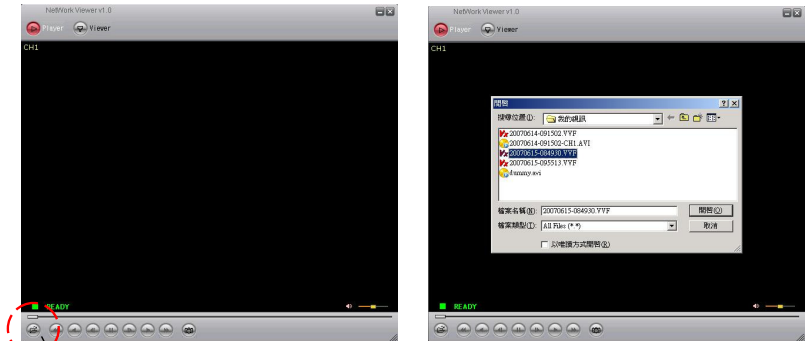 NetWork Viewer v1.0
Player Viewer
CH1
READY
NetWork Viewer v1.0
Player Viewer
CH1
開啟
搜尋位置(I): 我的視訊
20070614-091502.VVF
20070614-091502-CH1.AVI
20070615-084930.VVF
20070615-095513.VVF
dummy.avi
檔案名稱(N): 20070615-084930.VVF 開啟(O)
檔案類型(T): All Files (*.*) 取消
以唯讀方式開啟(R)
READY